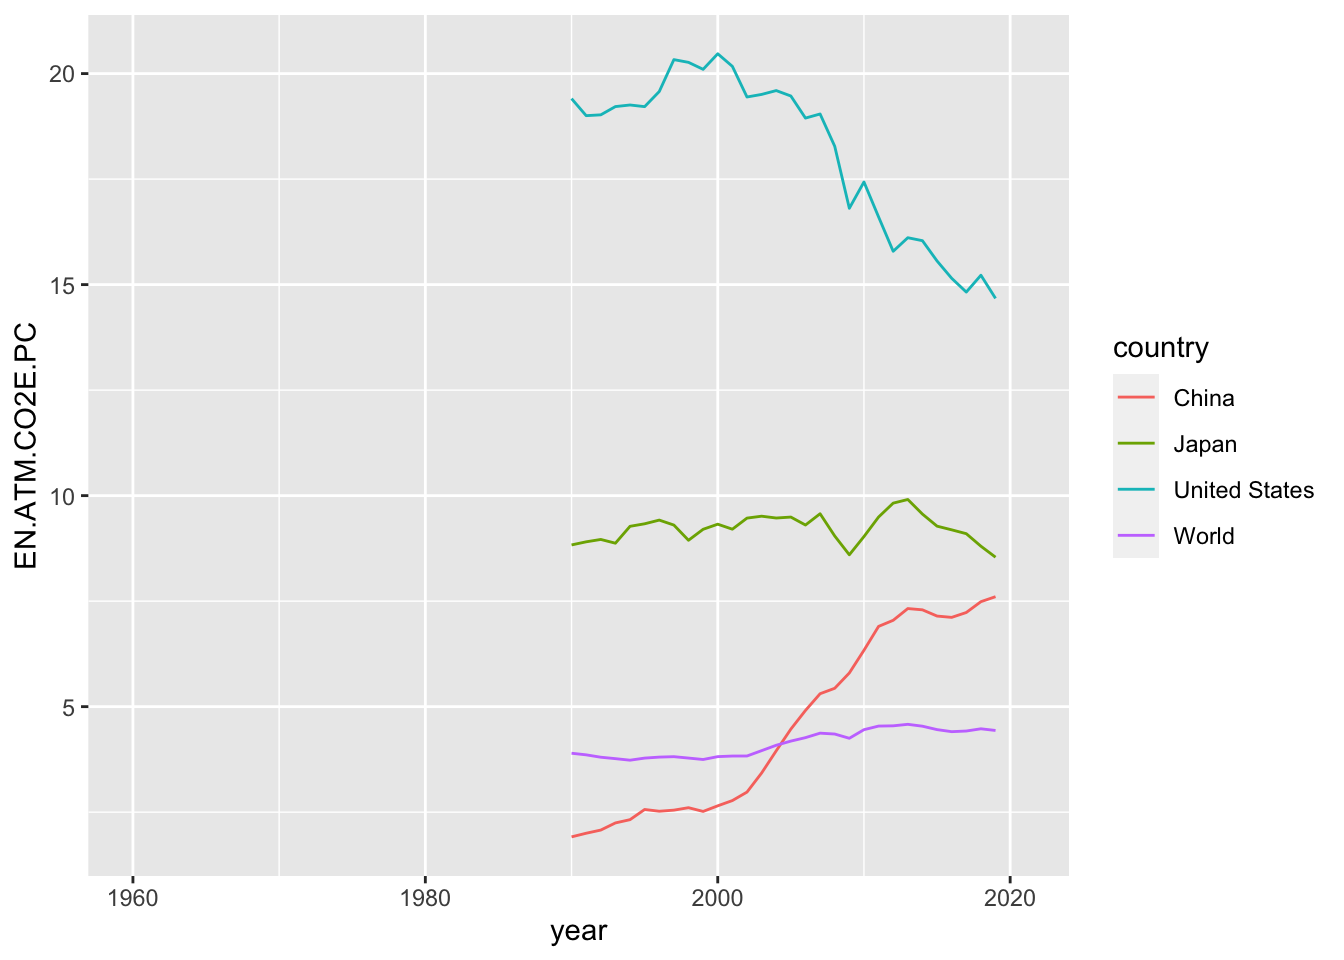 20
15
10
5
EN.ATM.CO2E.PC
1960
1980
2000
2020
year
country
China
Japan
United States
World